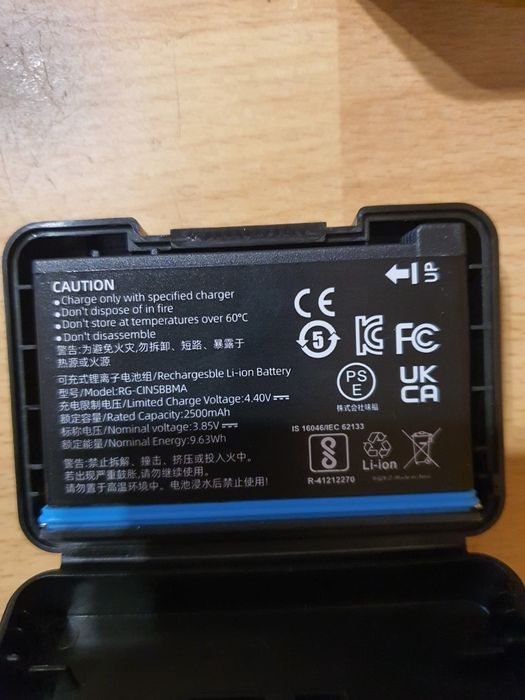 CAUTION
•Charge only with specified charger
•Don't dispose of in fire
•Don't store at temperatures over 60℃
•Don't disassemble
警告:为避免火灾,勿拆卸、短路、暴露于
热源或火源
可充式锂离子电池组/Rechargesble Li-ion Battery
型号/Model: RG-CINSBBMA
充电限制电压/Limited Charge Voltage: 4.40V
额定容量/Rated Capacity: 2500mAh
标称电压/Nominal voltage: 3.85V
额定能量/Nominal Energy: 9.63Wh
警告:禁止拆解、撞击、挤压或投入火中。
若出现严重鼓胀,请勿继续使用。
请勿置于高温环境中。电池浸水后禁止使用!
UP
CE
5
FC
PS
E
UK
CA
IS 16046/IEC 62133
R-41212270
Li-ion